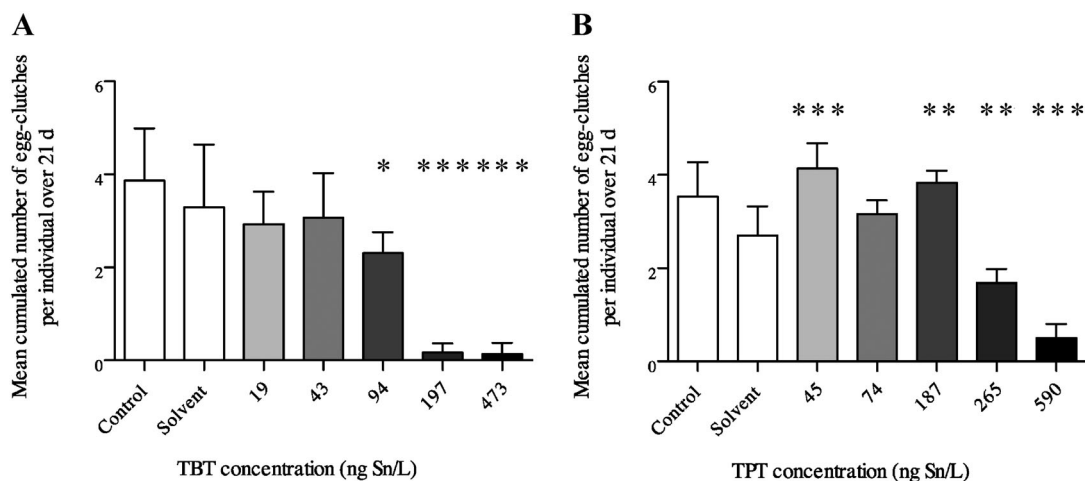 A
Mean cumulated number of egg-clutches
per individual over 21 d
6
4
2
0
* *** ***
Control Solvent 19 43 94 197 473
TBT concentration (ng Sn/L)
B
Mean cumulated number of egg-clutches
per individual over 21 d
6
4
2
0
*** ** ** ***
Control Solvent 45 74 187 265 590
TPT concentration (ng Sn/L)